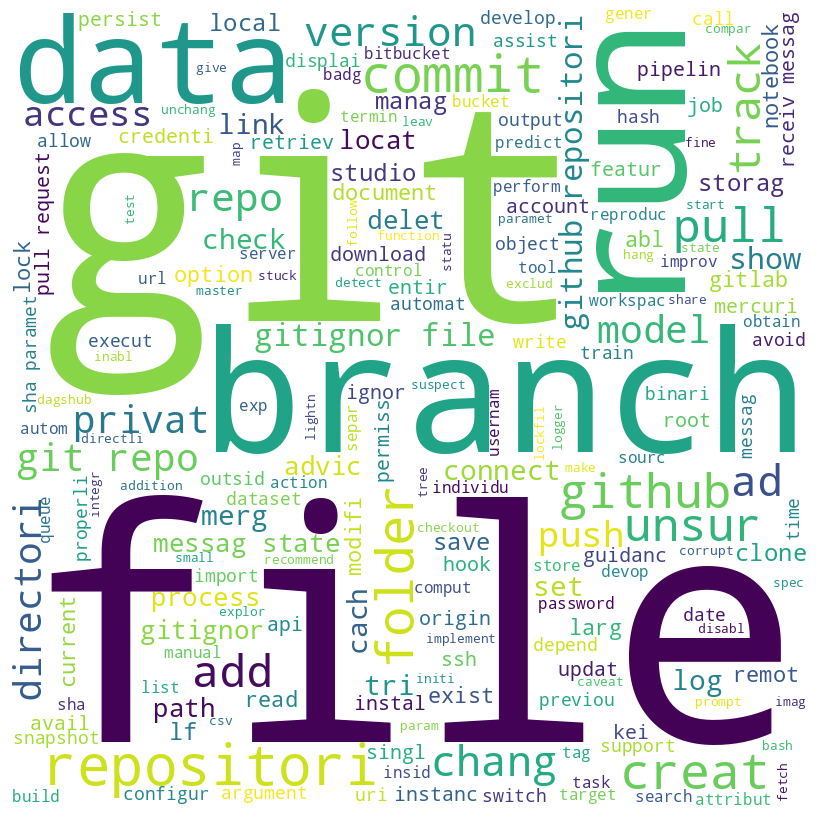 persist
local
version
develop.
gener
call
compar
data
give
displai
bitbucket
assist
badg
commit
run
track
pipelin
notebook
receiv messag
access
unchang
link
manag
bucket
output
github repositori
hash
job
allow
credenti
retriev
termin
leav
locat
predict
fine
map
studio
featur
storag
pull request
test
repo
document
perform
account
reproduc
start
git
follow
delet
paramet
pull
lock
check
function
statu
object
abl
state
server
download
hang
show
url
option
stuck
control
tool
improv
gitlab
entir
detect
exclud
master
automat
workspac
share
mercuri
sha paramet
gitignor file
write
model
obtain
execut
train
avoid
inabl
branch
dagshub
ignor
suspect
binari
exp
privat
lightn
separ
permiss
usernam
lockfil
logger
root
messag
autom
directli
git repo
advic
connect
make
sourc
integr
tree
outsid
action
individu
github
ad
addition
queue
properli
dataset
modifi
folder
checkout
merg
save
push
unsur
time
directori
file
messag state
hook
guidanc
corrupt
clone
small
recommend
import
store
devop
spec
process
cach
comput
set
password
explor
date
current
gitignor
api
origin
implement
depend
larg
disabl
manual
ssh
add
tri
initi
updat
log
remot
list
read
exist
caveat
sha
path
instal
previou
kei
prompt
imag
avail
csv
param
snapshot
lf
singl
tag
support
bash
repositori
insid
chang
creat
fetch
task
build
configur
argument
uri
instanc
switch
target
search
attribut